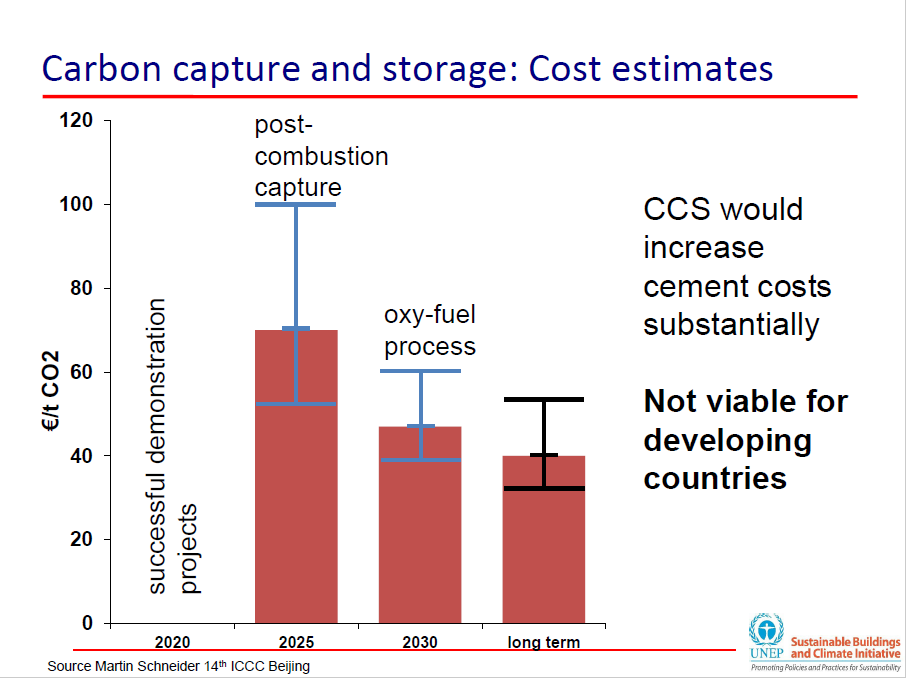 Carbon capture and storage: Cost estimates
120
100
80
60
40
20
0
€/t CO2
successful demonstration
projects
post-
combustion
capture
oxy-fuel
process
2020
2025
2030
long term
CCS would
increase
cement costs
substantially
Not viable for
developing
countries
Source Martin Schneider 14th ICCC Beijing
UNEP
Sustainable Buildings
and Climate Initiative
Promoting Policies and Practices for Sustainability